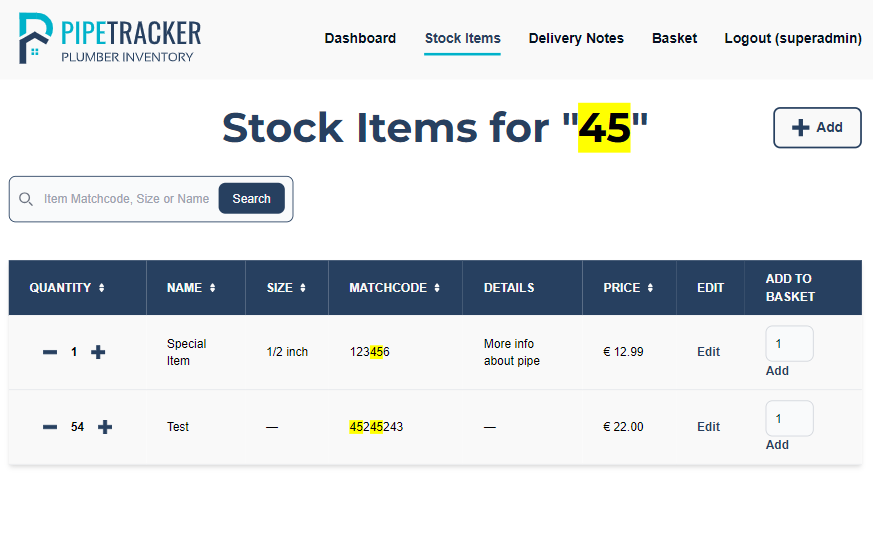 PIPETRACKER
PLUMBER INVENTORY
Dashboard Stock Items Delivery Notes Basket Logout (superadmin)
Stock Items for "45"
Add
Item Matchcode, Size or Name Search
QUANTITY NAME SIZE MATCHCODE DETAILS PRICE EDIT ADD TO BASKET
1 Special Item 1/2 inch 123456 More info about pipe € 12.99 Edit 1
Add
54 Test — 45245243 — € 22.00 Edit 1
Add